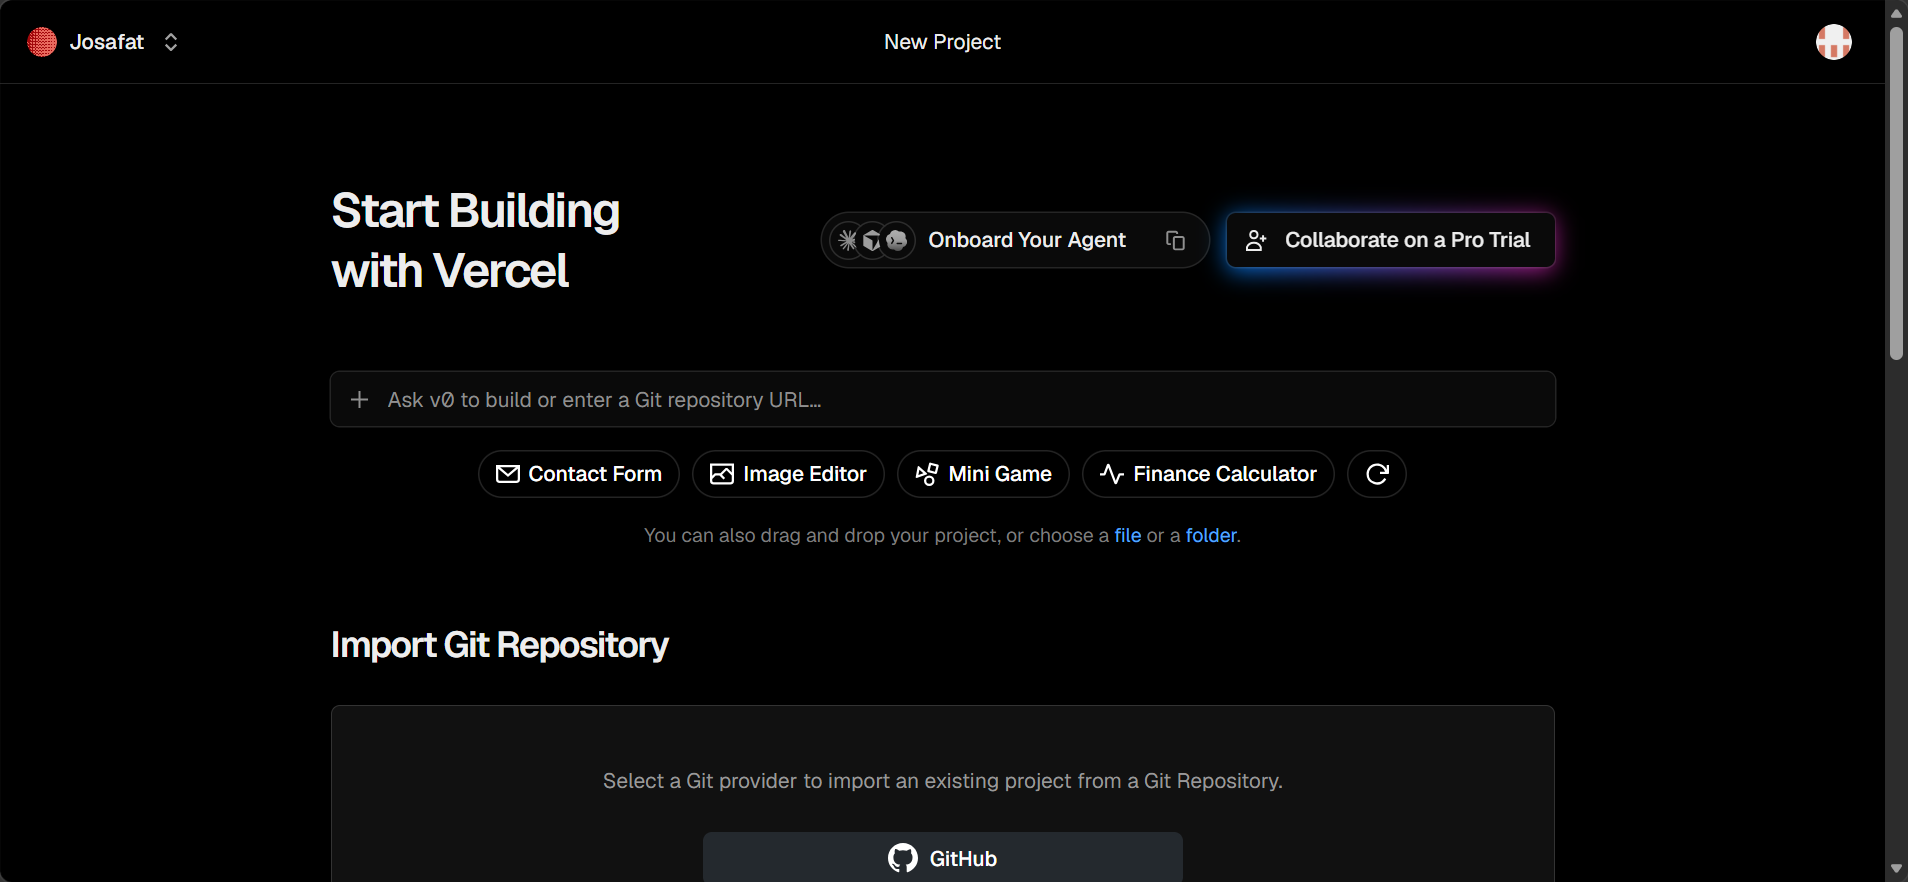 Josafat
New Project
Start Building
with Vercel
Onboard Your Agent
Collaborate on a Pro Trial
Ask v0 to build or enter a Git repository URL...
Contact Form
Image Editor
Mini Game
Finance Calculator
You can also drag and drop your project, or choose a file or a folder.
Import Git Repository
Select a Git provider to import an existing project from a Git Repository.
GitHub